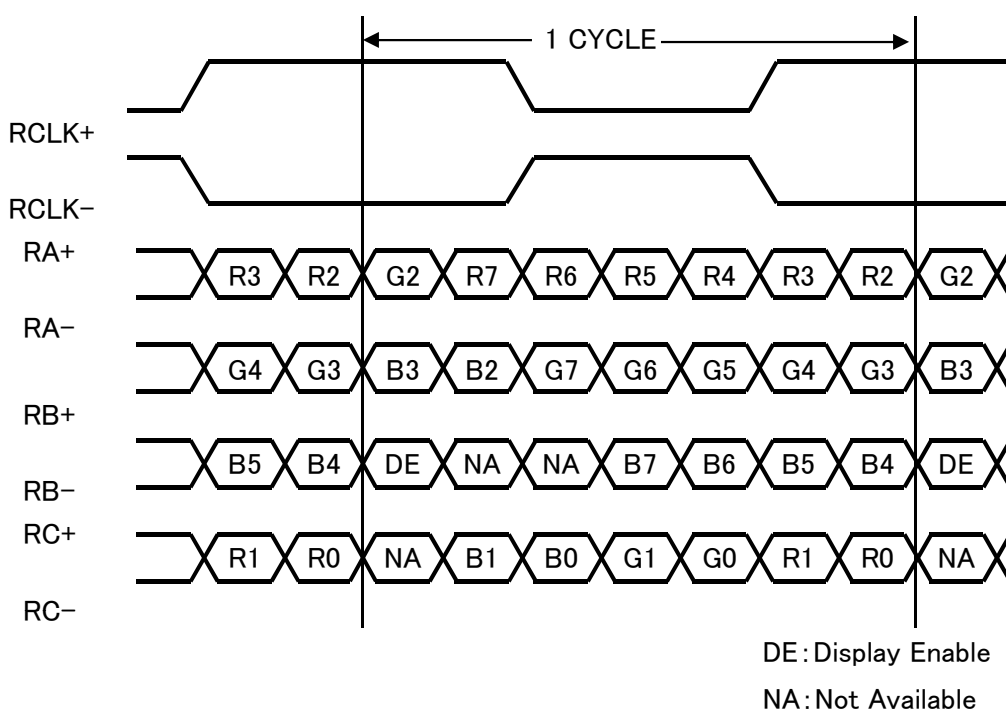 1 CYCLE
RCLK+
RCLK−
RA+
R3 R2 G2 R7 R6 R5 R4 R3 R2 G2
RA−
G4 G3 B3 B2 G7 G6 G5 G4 G3 B3
RB+
B5 B4 DE NA NA B7 B6 B5 B4 DE
RB−
RC+
R1 R0 NA B1 B0 G1 G0 R1 R0 NA
RC−
DE:Display Enable
NA:Not Available